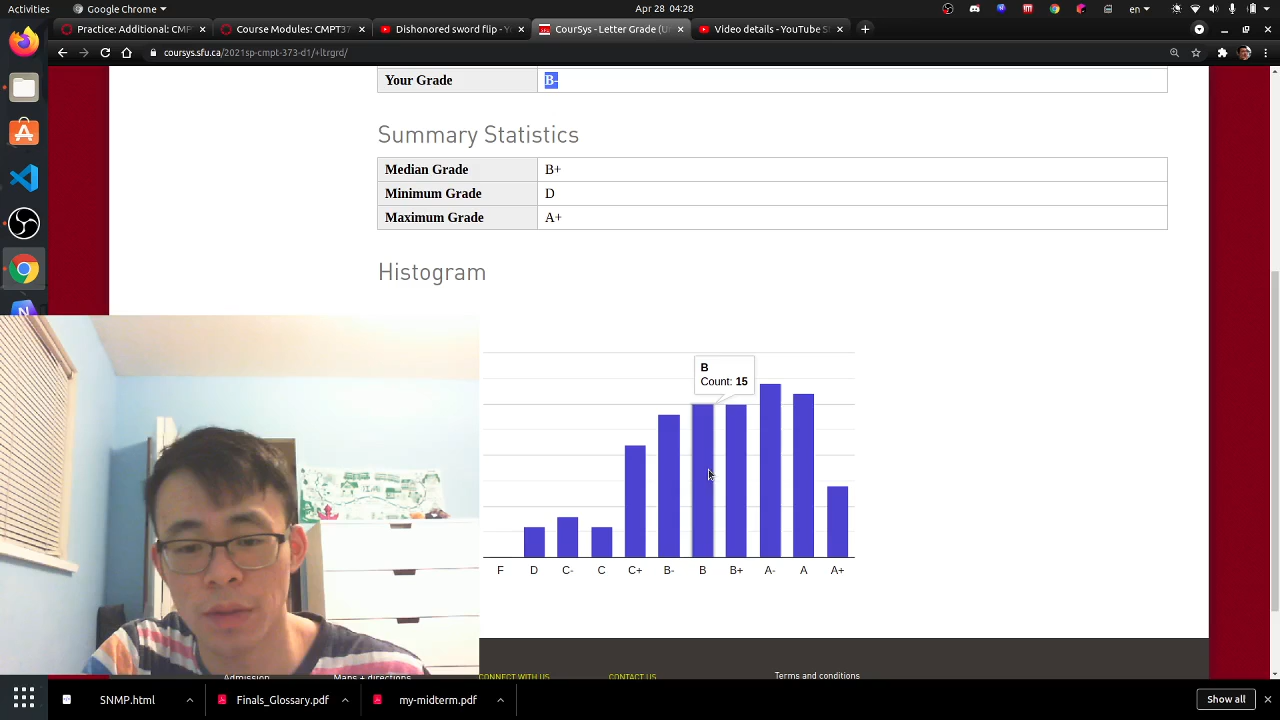 Activities
Google Chrome
Apr 28 04:28
en
Practice: Additional: CMP
Course Modules: CMPT37
Dishonored sword flip - Yo
CourSys - Letter Grade (U
Video details - YouTube S
coursys.sfu.ca/2021sp-cmpt-373-d1/+ltrgrd/
Your Grade B-
Summary Statistics
Median Grade B+
Minimum Grade D
Maximum Grade A+
Histogram
B
Count: 15
F D C- C C+ B- B B+ A- A A+
Admission Maps + directions CONNECT WITH US CONTACT US Terms and conditions
SNMP.html
Finals_Glossary.pdf
my-midterm.pdf
Show all